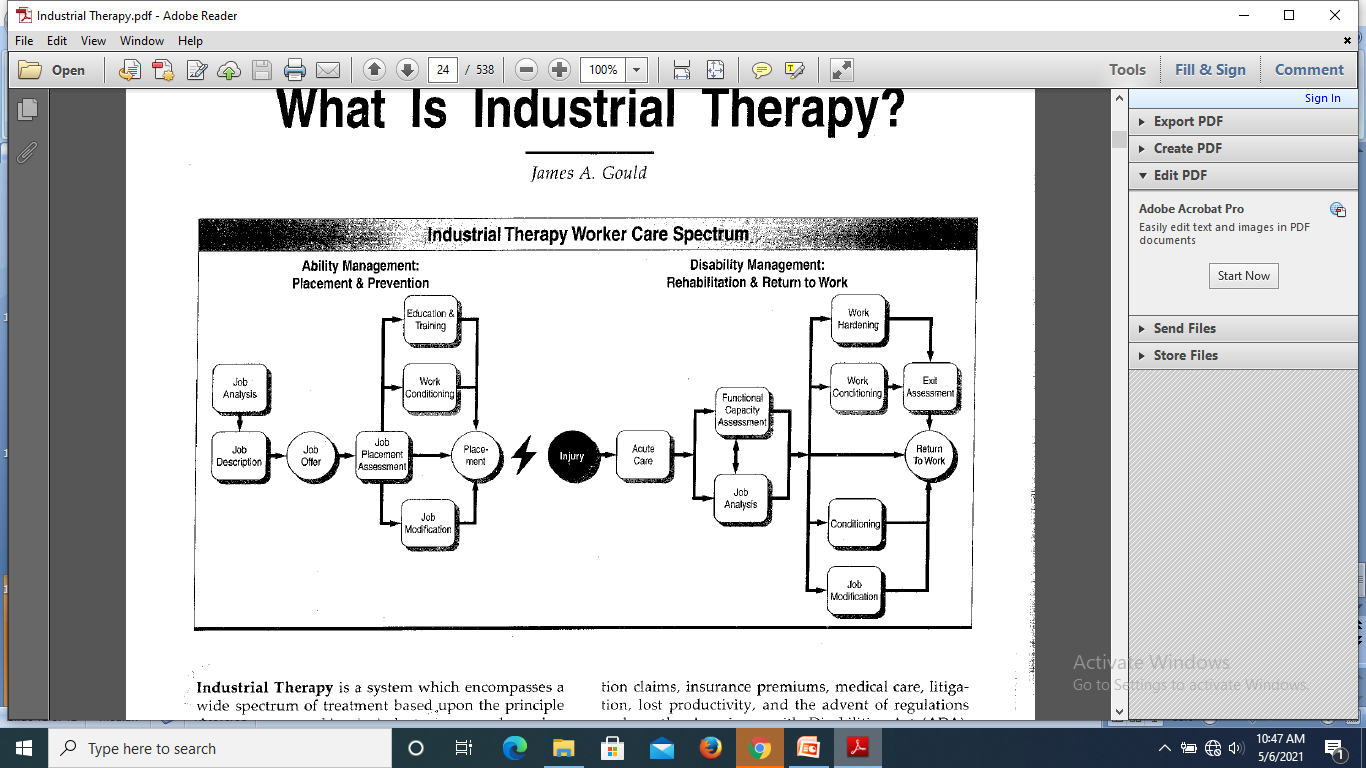 Industrial Therapy.pdf - Adobe Reader
File Edit View Window Help
Open
24 / 538
100%
Tools
Fill & Sign
Comment
What Is Industrial Therapy?
James A. Gould
Industrial Therapy Worker Care Spectrum
Ability Management:
Placement & Prevention
Disability Management:
Rehabilitation & Return to Work
Education &
Training
Work
Conditioning
Job
Analysis
Job
Description
Job
Offer
Job
Placement
Assessment
Place-
ment
Job
Modification
Injury
Acute
Care
Functional
Capacity
Assessment
Job
Analysis
Work
Hardening
Work
Conditioning
Exit
Assessment
Return
To Work
Conditioning
Job
Modification
Industrial Therapy is a system which encompasses a
wide spectrum of treatment based upon the principle
tion claims, insurance premiums, medical care, litiga-
tion, lost productivity, and the advent of regulations
Sign In
Export PDF
Create PDF
Edit PDF
Adobe Acrobat Pro
Easily edit text and images in PDF
documents
Start Now
Send Files
Store Files
Activate Windows
Go to Settings to activate Windows.
Type here to search
10:47 AM
5/6/2021
1